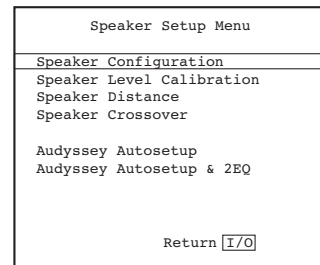 Speaker Setup Menu
Speaker Configuration
Speaker Level Calibration
Speaker Distance
Speaker Crossover
Audyssey Autosetup
Audyssey Autosetup & 2EQ
Return I/O